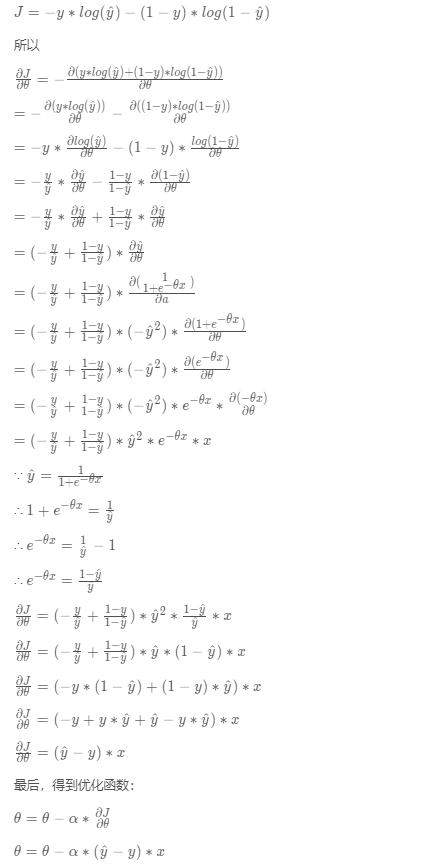 J = −y ∗ log(ŷ) − (1 − y) ∗ log(1 − ŷ)
所以
∂J/∂θ = −∂(y∗log(ŷ)+(1−y)∗log(1−ŷ))/∂θ
= −∂(y∗log(ŷ))/∂θ − ∂((1−y)∗log(1−ŷ))/∂θ
= −y ∗ ∂log(ŷ)/∂θ − (1 − y) ∗ log(1−ŷ)/∂θ
= −y/ŷ ∗ ∂ŷ/∂θ − (1−y)/(1−ŷ) ∗ ∂(1−ŷ)/∂θ
= −y/ŷ ∗ ∂ŷ/∂θ + (1−y)/(1−ŷ) ∗ ∂ŷ/∂θ
= (−y/ŷ + (1−y)/(1−ŷ)) ∗ ∂ŷ/∂θ
= (−y/ŷ + (1−y)/(1−ŷ)) ∗ ∂(1/(1+e^{−θx}))/∂a
= (−y/ŷ + (1−y)/(1−ŷ)) ∗ (−ŷ²) ∗ ∂(1+e^{−θx})/∂θ
= (−y/ŷ + (1−y)/(1−ŷ)) ∗ (−ŷ²) ∗ ∂(e^{−θx})/∂θ
= (−y/ŷ + (1−y)/(1−ŷ)) ∗ (−ŷ²) ∗ e^{−θx} ∗ ∂(−θx)/∂θ
= (−y/ŷ + (1−y)/(1−ŷ)) ∗ ŷ² ∗ e^{−θx} ∗ x
∵ ŷ = 1/(1+e^{−θx})
∴ 1 + e^{−θx} = 1/ŷ
∴ e^{−θx} = 1/ŷ − 1
∴ e^{−θx} = (1−ŷ)/y
∂J/∂θ = (−y/ŷ + (1−y)/(1−ŷ)) ∗ ŷ² ∗ (1−ŷ)/ŷ ∗ x
∂J/∂θ = (−y/ŷ + (1−y)/(1−ŷ)) ∗ ŷ ∗ (1 − ŷ) ∗ x
∂J/∂θ = (−y ∗ (1 − ŷ) + (1 − y) ∗ ŷ) ∗ x
∂J/∂θ = (−y + y ∗ ŷ + ŷ − y ∗ ŷ) ∗ x
∂J/∂θ = (ŷ − y) ∗ x
最后，得到优化函数：
θ = θ − α ∗ ∂J/∂θ
θ = θ − α ∗ (ŷ − y) ∗ x